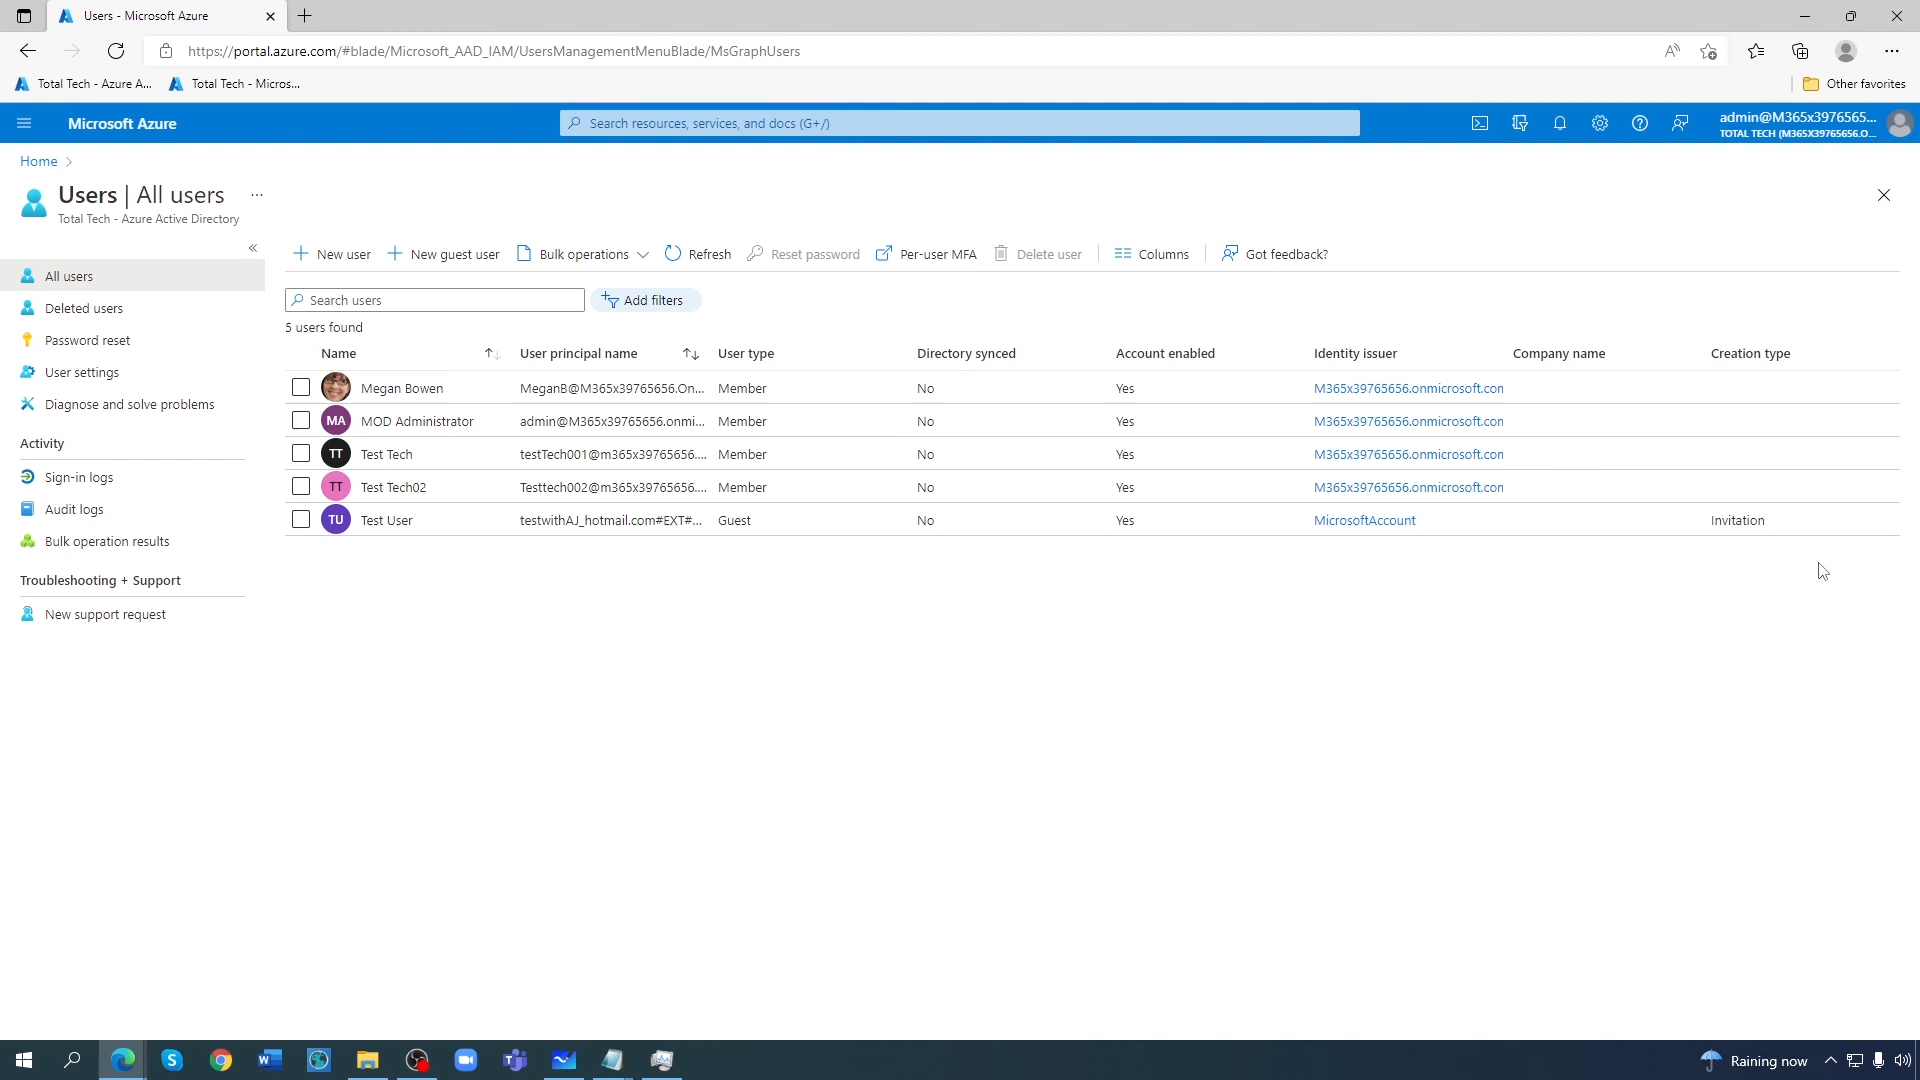 Users - Microsoft Azure
https://portal.azure.com/#blade/Microsoft_AAD_IAM/UsersManagementMenuBlade/MsGraphUsers
Total Tech - Azure A... Total Tech - Micros... Other favorites
Microsoft Azure
Search resources, services, and docs (G+/)
admin@M365x3976565...
TOTAL TECH (M365X39765656.O...
Home
Users | All users ...
Total Tech - Azure Active Directory
All users
Deleted users
Password reset
User settings
Diagnose and solve problems
Activity
Sign-in logs
Audit logs
Bulk operation results
Troubleshooting + Support
New support request
New user New guest user Bulk operations Refresh Reset password Per-user MFA Delete user Columns Got feedback?
Search users Add filters
5 users found
Name User principal name User type Directory synced Account enabled Identity issuer Company name Creation type
Megan Bowen MeganB@M365x39765656.On... Member No Yes M365x39765656.onmicrosoft.con
MA MOD Administrator admin@M365x39765656.onmi... Member No Yes M365x39765656.onmicrosoft.con
TT Test Tech testTech001@m365x39765656.... Member No Yes M365x39765656.onmicrosoft.con
TT Test Tech02 Testtech002@m365x39765656.... Member No Yes M365x39765656.onmicrosoft.con
TU Test User testwithAJ_hotmail.com#EXT#... Guest No Yes MicrosoftAccount Invitation
Raining now